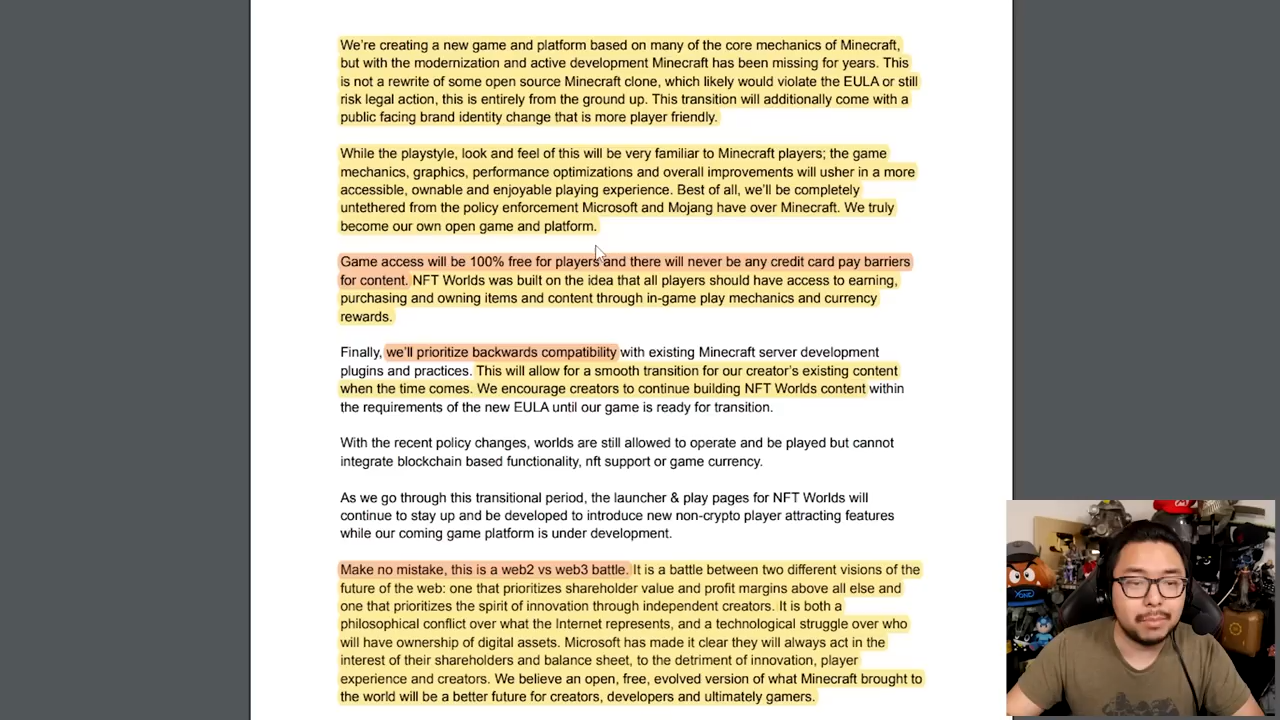 We're creating a new game and platform based on many of the core mechanics of Minecraft,
but with the modernization and active development Minecraft has been missing for years. This
is not a rewrite of some open source Minecraft clone, which likely would violate the EULA or still
risk legal action, this is entirely from the ground up. This transition will additionally come with a
public facing brand identity change that is more player friendly.
While the playstyle, look and feel of this will be very familiar to Minecraft players; the game
mechanics, graphics, performance optimizations and overall improvements will usher in a more
accessible, ownable and enjoyable playing experience. Best of all, we'll be completely
untethered from the policy enforcement Microsoft and Mojang have over Minecraft. We truly
become our own open game and platform.
Game access will be 100% free for players and there will never be any credit card pay barriers
for content. NFT Worlds was built on the idea that all players should have access to earning,
purchasing and owning items and content through in-game play mechanics and currency
rewards.
Finally, we'll prioritize backwards compatibility with existing Minecraft server development
plugins and practices. This will allow for a smooth transition for our creator's existing content
when the time comes. We encourage creators to continue building NFT Worlds content within
the requirements of the new EULA until our game is ready for transition.
With the recent policy changes, worlds are still allowed to operate and be played but cannot
integrate blockchain based functionality, nft support or game currency.
As we go through this transitional period, the launcher & play pages for NFT Worlds will
continue to stay up and be developed to introduce new non-crypto player attracting features
while our coming game platform is under development.
Make no mistake, this is a web2 vs web3 battle. It is a battle between two different visions of the
future of the web: one that prioritizes shareholder value and profit margins above all else and
one that prioritizes the spirit of innovation through independent creators. It is both a
philosophical conflict over what the Internet represents, and a technological struggle over who
will have ownership of digital assets. Microsoft has made it clear they will always act in the
interest of their shareholders and balance sheet, to the detriment of innovation, player
experience and creators. We believe an open, free, evolved version of what Minecraft brought to
the world will be a better future for creators, developers and ultimately gamers.